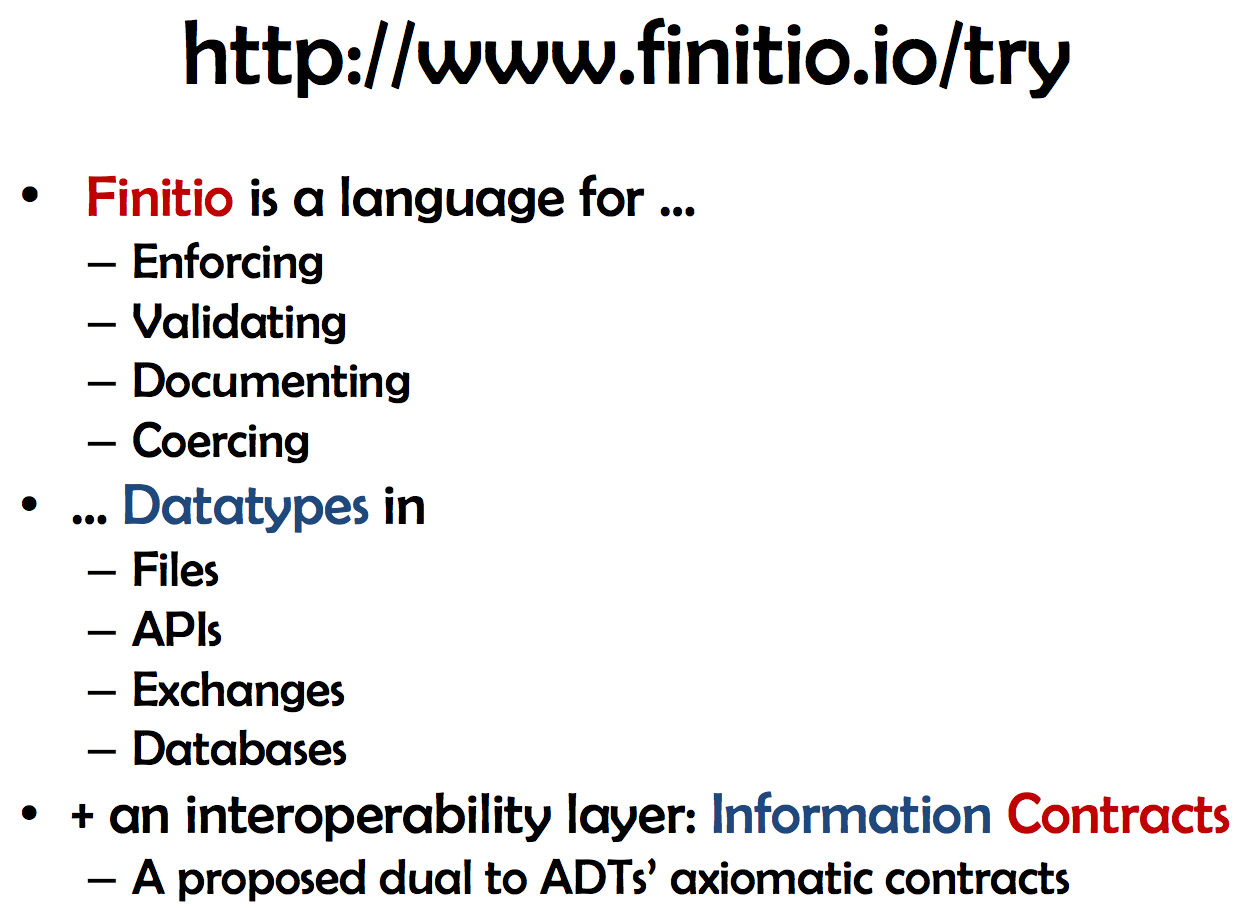 http://www.finitio.io/try
• Finitio is a language for ...
– Enforcing
– Validating
– Documenting
– Coercing
• ... Datatypes in
– Files
– APIs
– Exchanges
– Databases
• + an interoperability layer: Information Contracts
– A proposed dual to ADTs’ axiomatic contracts